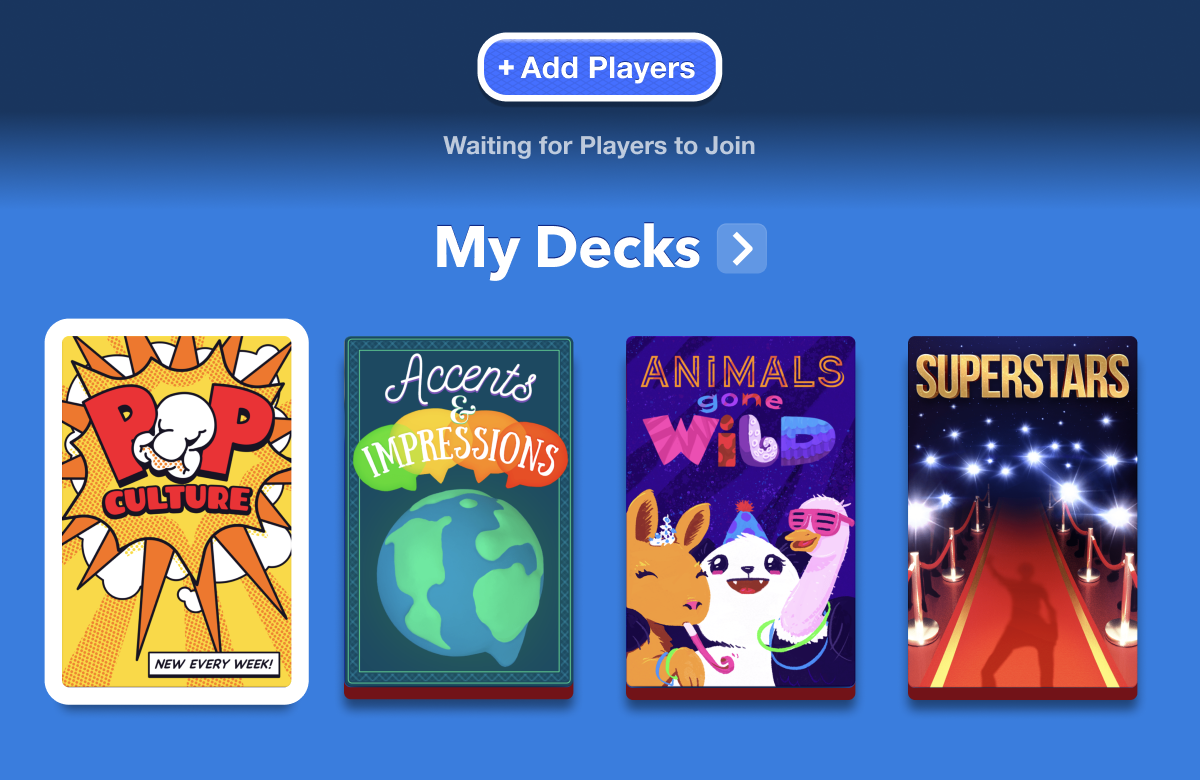 + Add Players
Waiting for Players to Join
My Decks
POP
CULTURE
NEW EVERY WEEK!
Accents
&
IMPRESSIONS
ANiMALS
gone
WiLD
SUPERSTARS